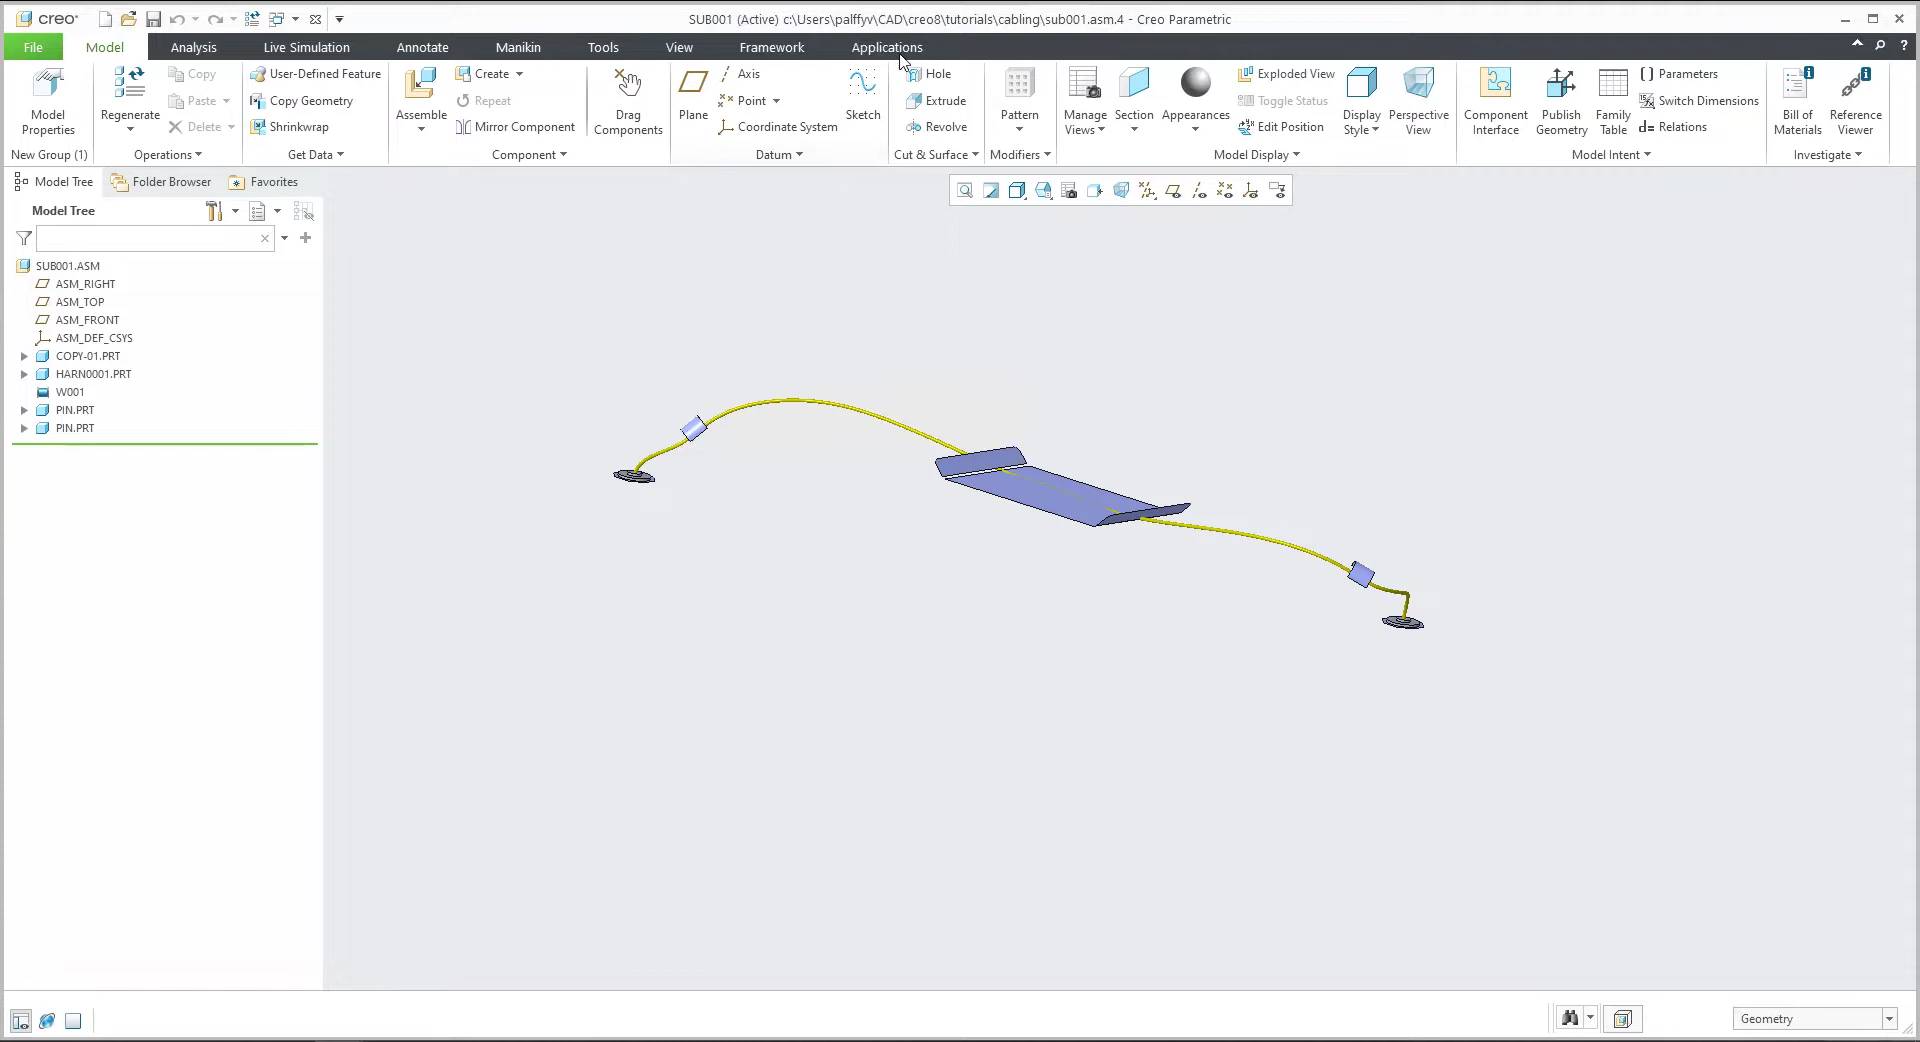 creo® SUB001 (Active) c:\Users\palffyv\CAD\creo8\tutorials\cabling\sub001.asm.4 - Creo Parametric
File Model Analysis Live Simulation Annotate Manikin Tools View Framework Applications
Model Properties
New Group (1)
Regenerate
Copy
Paste
Delete
Operations
User-Defined Feature
Copy Geometry
Shrinkwrap
Get Data
Assemble
Create
Repeat
Mirror Component
Drag Components
Component
Plane
Axis
Point
Coordinate System
Sketch
Datum
Hole
Extrude
Revolve
Cut & Surface
Pattern
Modifiers
Manage Views
Section
Appearances
Exploded View
Toggle Status
Edit Position
Display Style
Perspective View
Model Display
Component Interface
Publish Geometry
Family Table
Parameters
Switch Dimensions
d= Relations
Model Intent
Bill of Materials
Reference Viewer
Investigate
Model Tree Folder Browser Favorites
Model Tree
SUB001.ASM
ASM_RIGHT
ASM_TOP
ASM_FRONT
ASM_DEF_CSYS
COPY-01.PRT
HARN0001.PRT
W001
PIN.PRT
PIN.PRT
Geometry